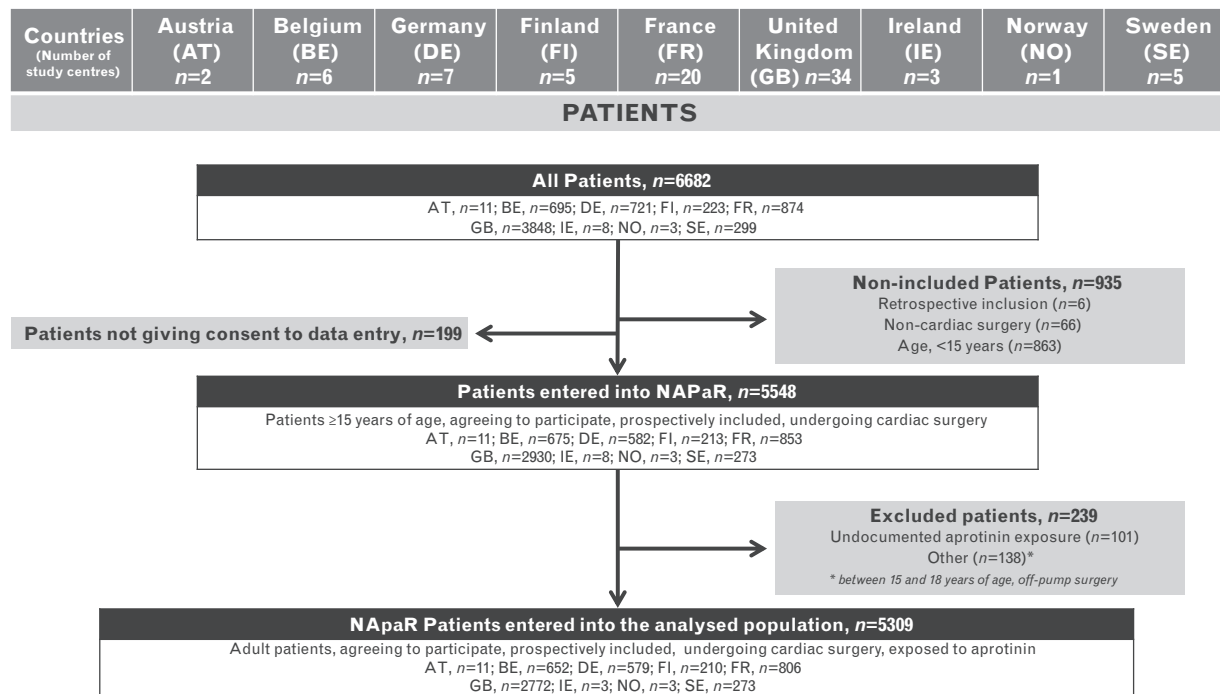 Countries
(Number of
study centres)
Austria
(AT)
n=2
Belgium
(BE)
n=6
Germany
(DE)
n=7
Finland
(FI)
n=5
France
(FR)
n=20
United
Kingdom
(GB) n=34
Ireland
(IE)
n=3
Norway
(NO)
n=1
Sweden
(SE)
n=5
PATIENTS
All Patients, n=6682
AT, n=11; BE, n=695; DE, n=721; FI, n=223; FR, n=874
GB, n=3848; IE, n=8; NO, n=3; SE, n=299
Non-included Patients, n=935
Retrospective inclusion (n=6)
Non-cardiac surgery (n=66)
Age, <15 years (n=863)
Patients not giving consent to data entry, n=199
Patients entered into NAPaR, n=5548
Patients ≥15 years of age, agreeing to participate, prospectively included, undergoing cardiac surgery
AT, n=11; BE, n=675; DE, n=582; FI, n=213; FR, n=853
GB, n=2930; IE, n=8; NO, n=3; SE, n=273
Excluded patients, n=239
Undocumented aprotinin exposure (n=101)
Other (n=138)*
* between 15 and 18 years of age, off-pump surgery
NApaR Patients entered into the analysed population, n=5309
Adult patients, agreeing to participate, prospectively included, undergoing cardiac surgery, exposed to aprotinin
AT, n=11; BE, n=652; DE, n=579; FI, n=210; FR, n=806
GB, n=2772; IE, n=3; NO, n=3; SE, n=273